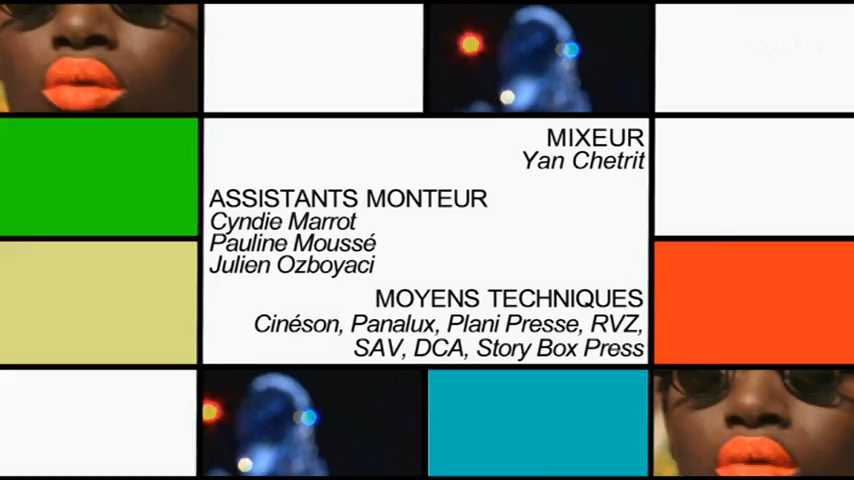 MIXEUR
Yan Chetrit
ASSISTANTS MONTEUR
Cyndie Marrot
Pauline Moussé
Julien Ozboyaci
MOYENS TECHNIQUES
Cinéson, Panalux, Plani Presse, RVZ,
SAV, DCA, Story Box Press